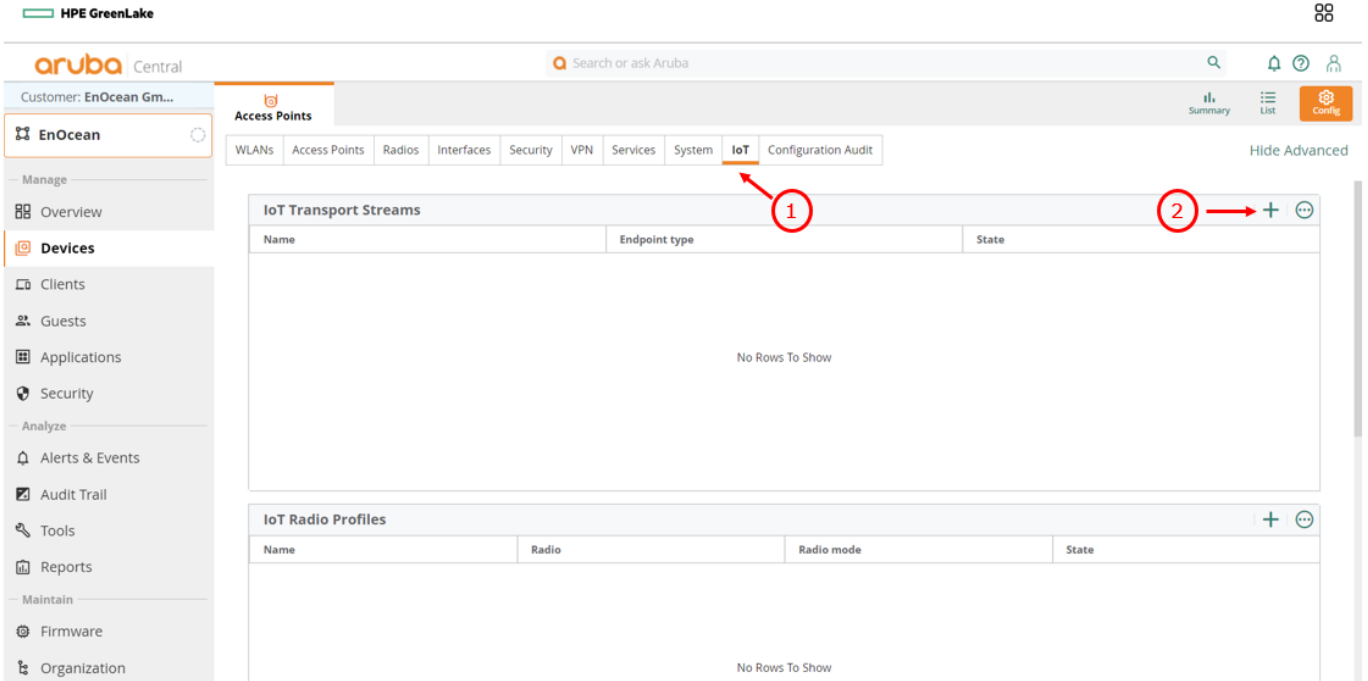 HPE GreenLake
aruba Central
Search or ask Aruba
Customer: EnOcean Gm...
EnOcean
Manage
Overview
Devices
Clients
Guests
Applications
Security
Analyze
Alerts & Events
Audit Trail
Tools
Reports
Maintain
Firmware
Organization
Access Points
Summary
List
Config
WLANs Access Points Radios Interfaces Security VPN Services System IoT Configuration Audit
Hide Advanced
1
2
IoT Transport Streams
Name Endpoint type State
No Rows To Show
IoT Radio Profiles
Name Radio Radio mode State
No Rows To Show